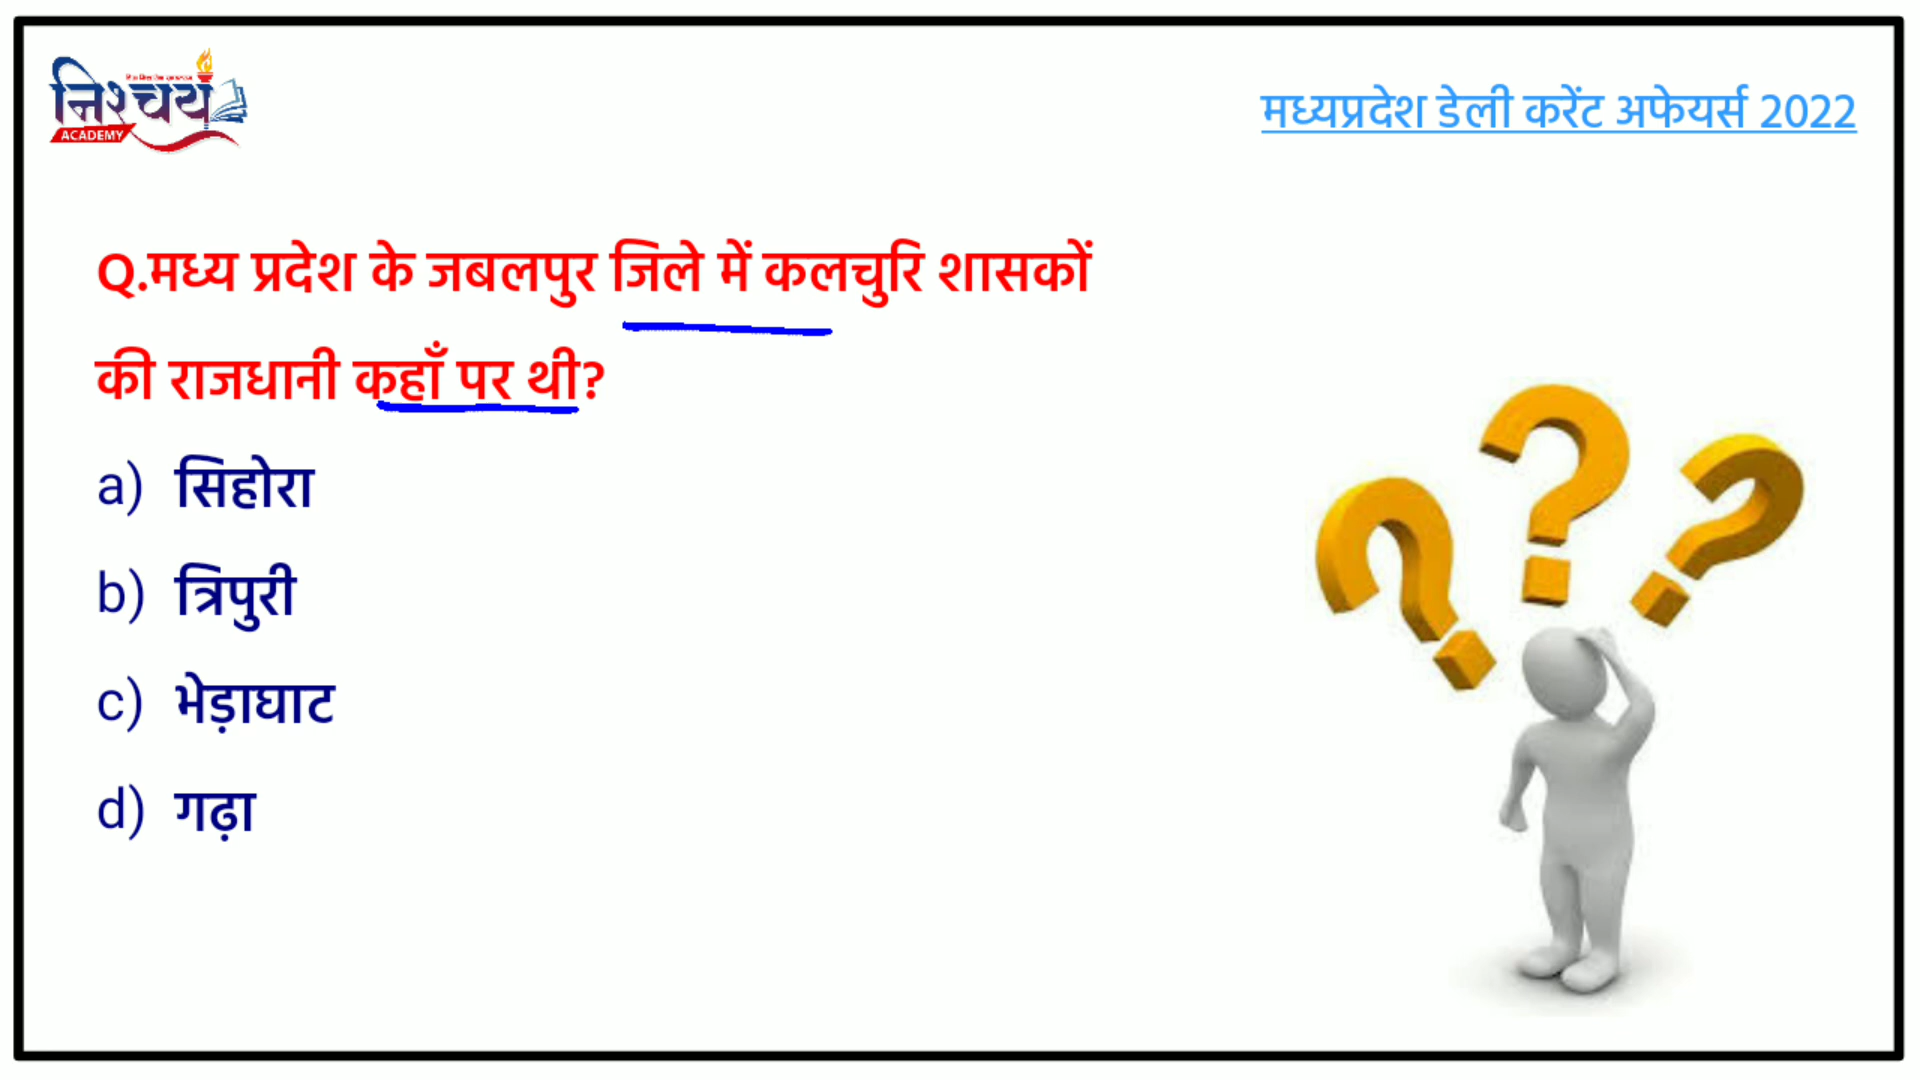 निश्चय
ACADEMY
मध्यप्रदेश डेली करेंट अफेयर्स 2022
Q.मध्य प्रदेश के जबलपुर जिले में कलचुरि शासकों
की राजधानी कहाँ पर थी?
a) सिहोरा
b) त्रिपुरी
c) भेड़ाघाट
d) गढ़ा